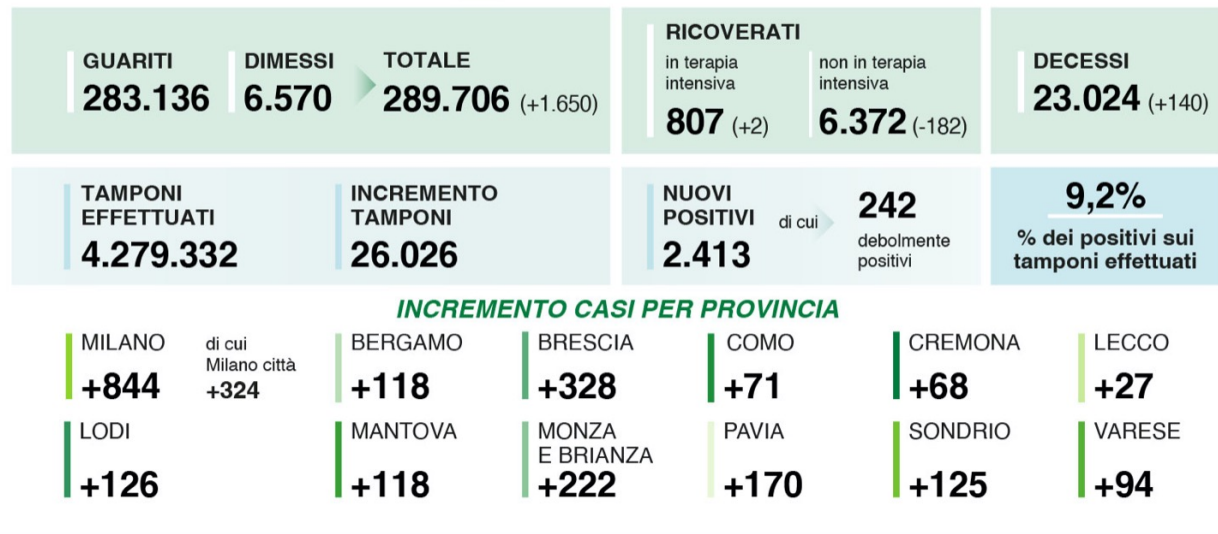 GUARITI
283.136
DIMESSI
6.570
TOTALE
289.706 (+1.650)
RICOVERATI
in terapia
intensiva
807 (+2)
non in terapia
intensiva
6.372 (-182)
DECESSI
23.024 (+140)
TAMPONI
EFFETTUATI
4.279.332
INCREMENTO
TAMPONI
26.026
NUOVI
POSITIVI
2.413
di cui
242
debolmente
positivi
9,2%
% dei positivi sui
tamponi effettuati
INCREMENTO CASI PER PROVINCIA
MILANO
+844
di cui
Milano città
+324
BERGAMO
+118
BRESCIA
+328
COMO
+71
CREMONA
+68
LECCO
+27
LODI
+126
MANTOVA
+118
MONZA
E BRIANZA
+222
PAVIA
+170
SONDRIO
+125
VARESE
+94